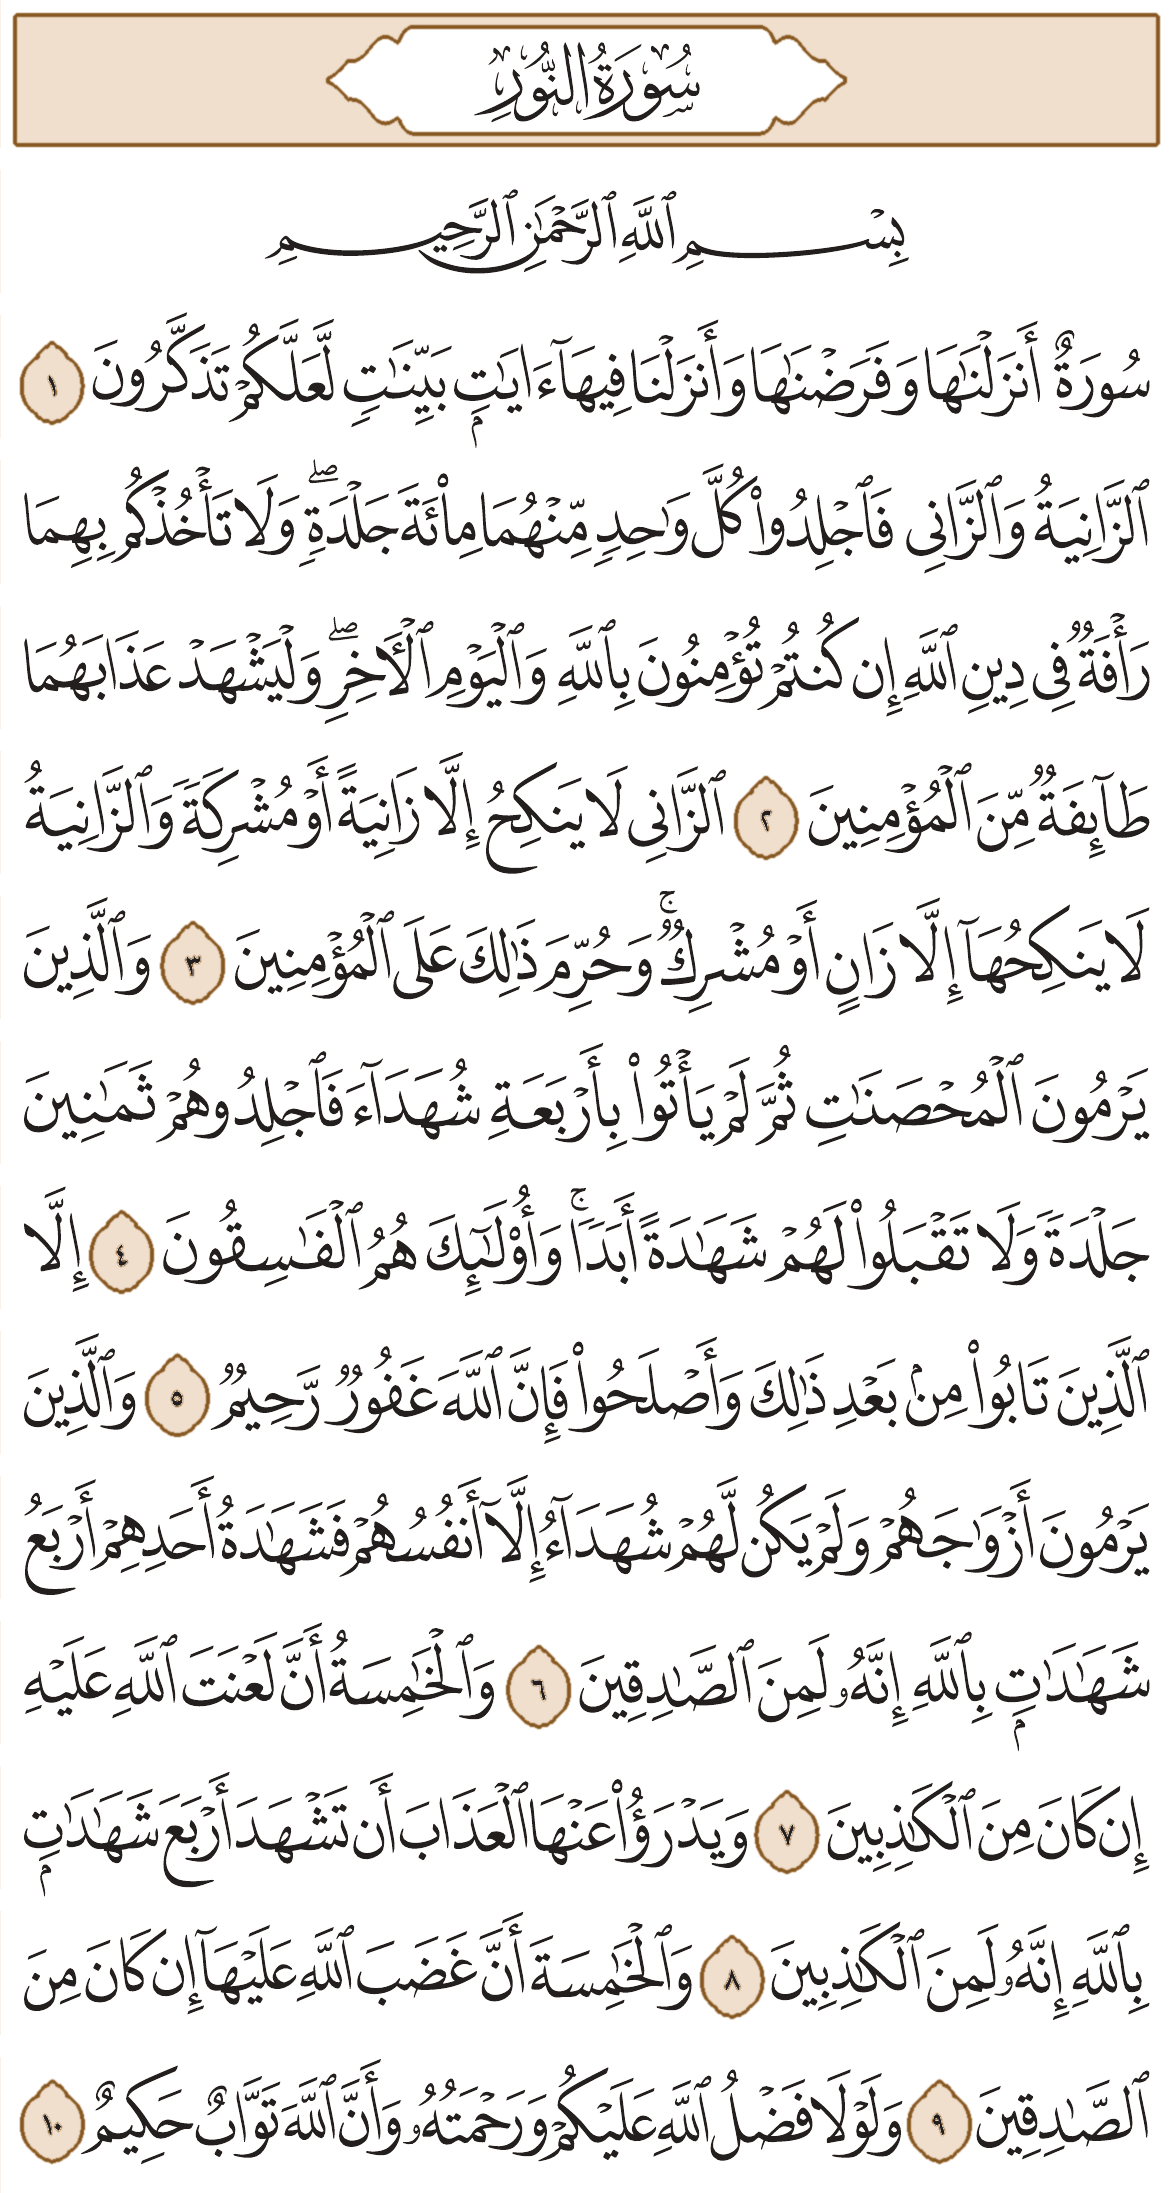 سُورَةُ النُّورِ
بِسْمِ ٱللَّهِ ٱلرَّحْمَٰنِ ٱلرَّحِيمِ
سُورَةٌ أَنزَلْنَٰهَا وَفَرَضْنَٰهَا وَأَنزَلْنَا فِيهَآ ءَايَٰتٍۭ بَيِّنَٰتٍ لَّعَلَّكُمْ تَذَكَّرُونَ ١
ٱلزَّانِيَةُ وَٱلزَّانِى فَٱجْلِدُوا۟ كُلَّ وَٰحِدٍ مِّنْهُمَا مِا۟ئَةَ جَلْدَةٍ ۖ وَلَا تَأْخُذْكُم بِهِمَا
رَأْفَةٌ فِى دِينِ ٱللَّهِ إِن كُنتُمْ تُؤْمِنُونَ بِٱللَّهِ وَٱلْيَوْمِ ٱلْأَخِرِ ۖ وَلْيَشْهَدْ عَذَابَهُمَا
طَآئِفَةٌ مِّنَ ٱلْمُؤْمِنِينَ ٢ ٱلزَّانِى لَا يَنكِحُ إِلَّا زَانِيَةً أَوْ مُشْرِكَةً وَٱلزَّانِيَةُ
لَا يَنكِحُهَآ إِلَّا زَانٍ أَوْ مُشْرِكٌ ۚ وَحُرِّمَ ذَٰلِكَ عَلَى ٱلْمُؤْمِنِينَ ٣ وَٱلَّذِينَ
يَرْمُونَ ٱلْمُحْصَنَٰتِ ثُمَّ لَمْ يَأْتُوا۟ بِأَرْبَعَةِ شُهَدَآءَ فَٱجْلِدُوهُمْ ثَمَٰنِينَ
جَلْدَةً وَلَا تَقْبَلُوا۟ لَهُمْ شَهَٰدَةً أَبَدًا ۚ وَأُو۟لَٰٓئِكَ هُمُ ٱلْفَٰسِقُونَ ٤ إِلَّا
ٱلَّذِينَ تَابُوا۟ مِنۢ بَعْدِ ذَٰلِكَ وَأَصْلَحُوا۟ فَإِنَّ ٱللَّهَ غَفُورٌ رَّحِيمٌ ٥ وَٱلَّذِينَ
يَرْمُونَ أَزْوَٰجَهُمْ وَلَمْ يَكُن لَّهُمْ شُهَدَآءُ إِلَّآ أَنفُسُهُمْ فَشَهَٰدَةُ أَحَدِهِمْ أَرْبَعُ
شَهَٰدَٰتٍۭ بِٱللَّهِ إِنَّهُۥ لَمِنَ ٱلصَّٰدِقِينَ ٦ وَٱلْخَٰمِسَةُ أَنَّ لَعْنَتَ ٱللَّهِ عَلَيْهِ
إِن كَانَ مِنَ ٱلْكَٰذِبِينَ ٧ وَيَدْرَؤُا۟ عَنْهَا ٱلْعَذَابَ أَن تَشْهَدَ أَرْبَعَ شَهَٰدَٰتٍۭ
بِٱللَّهِ إِنَّهُۥ لَمِنَ ٱلْكَٰذِبِينَ ٨ وَٱلْخَٰمِسَةَ أَنَّ غَضَبَ ٱللَّهِ عَلَيْهَآ إِن كَانَ مِنَ
ٱلصَّٰدِقِينَ ٩ وَلَوْلَا فَضْلُ ٱللَّهِ عَلَيْكُمْ وَرَحْمَتُهُۥ وَأَنَّ ٱللَّهَ تَوَّابٌ حَكِيمٌ ١٠